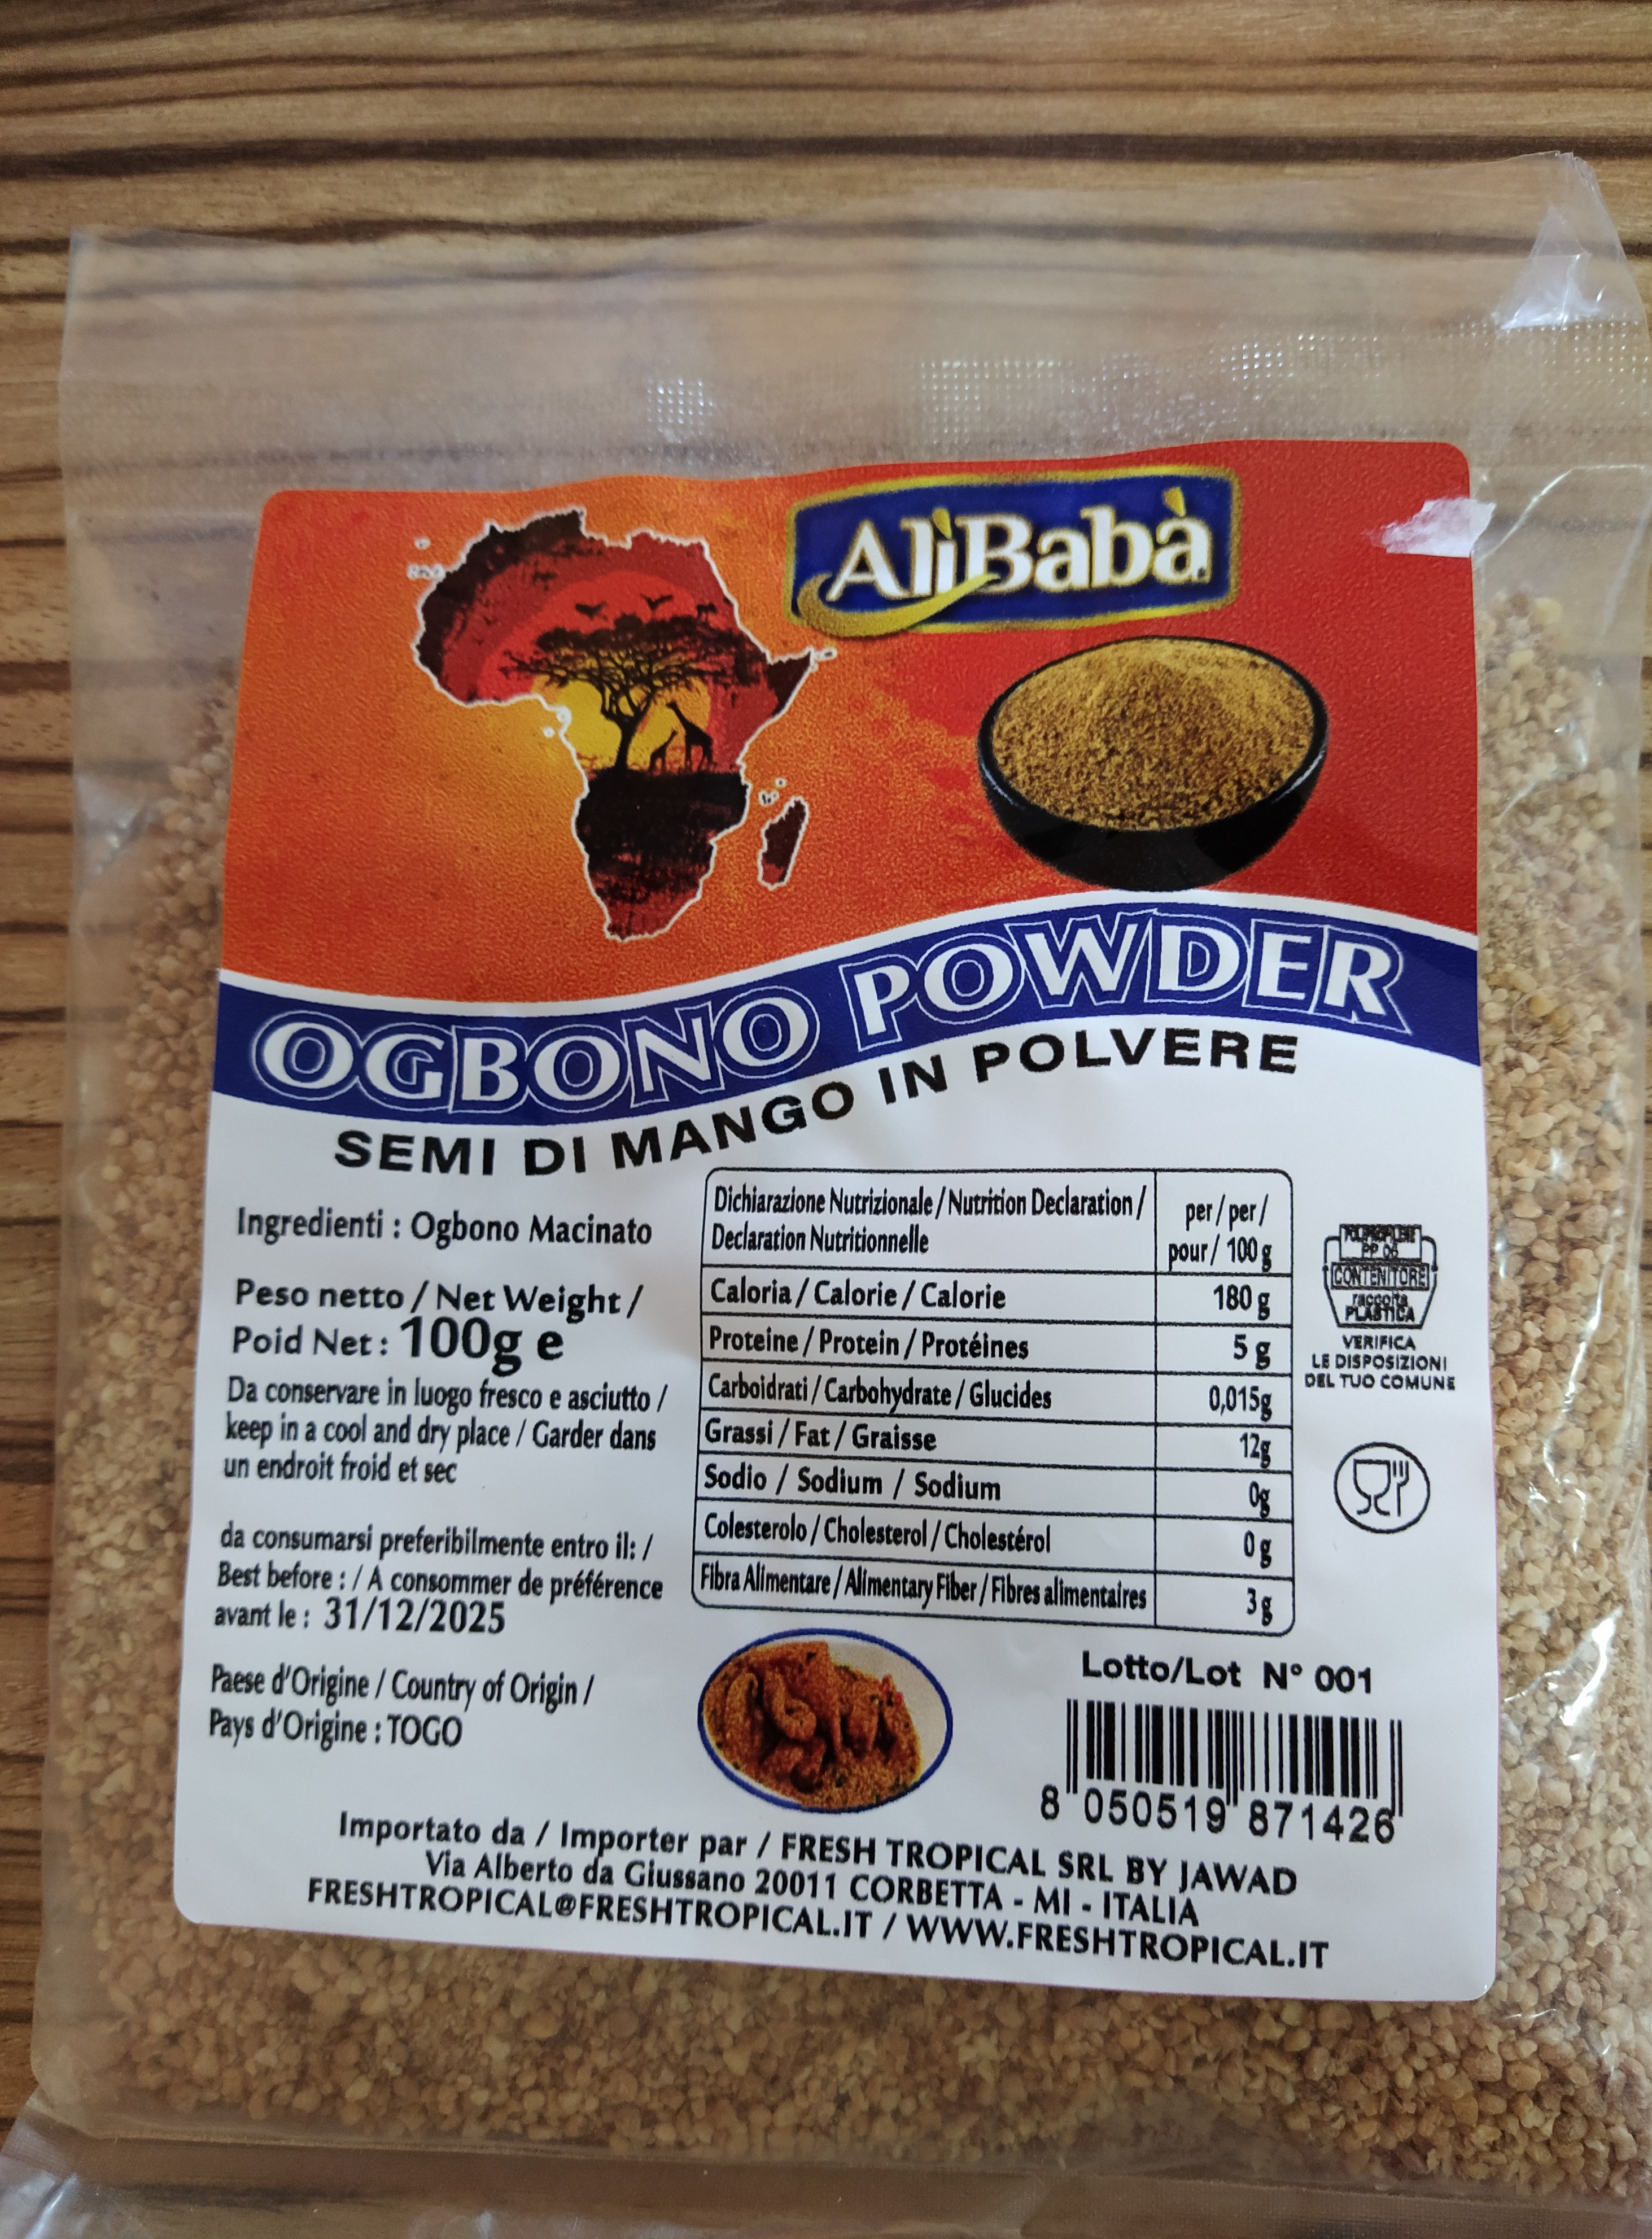 AlìBabà
OGBONO POWDER
SEMI DI MANGO IN POLVERE
Ingredienti : Ogbono Macinato
Peso netto / Net Weight /
Poid Net : 100g e
Da conservare in luogo fresco e asciutto /
keep in a cool and dry place / Garder dans
un endroit froid et sec
da consumarsi preferibilmente entro il: /
Best before : / A consommer de préférence
avant le : 31/12/2025
Paese d'Origine / Country of Origin /
Pays d'Origine : TOGO
Dichiarazione Nutrizionale / Nutrition Declaration /
Declaration Nutritionnelle
per / per /
pour / 100 g
Caloria / Calorie / Calorie 180 g
Proteine / Protein / Protéines 5 g
Carboidrati / Carbohydrate / Glucides 0,015g
Grassi / Fat / Graisse 12g
Sodio / Sodium / Sodium 0g
Colesterolo / Cholesterol / Cholestérol 0 g
Fibra Alimentare / Alimentary Fiber / Fibres alimentaires 3 g
POLIPROPILENE
PP 06
CONTENITORE
raccolta
PLASTICA
VERIFICA
LE DISPOSIZIONI
DEL TUO COMUNE
Lotto/Lot N° 001
8 050519 871426
Importato da / Importer par / FRESH TROPICAL SRL BY JAWAD
Via Alberto da Giussano 20011 CORBETTA - MI - ITALIA
FRESHTROPICAL@FRESHTROPICAL.IT / WWW.FRESHTROPICAL.IT